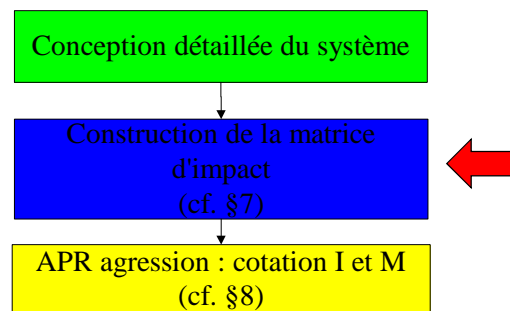 Conception détaillée du système
Construction de la matrice
d'impact
(cf. §7)
APR agression : cotation I et M
(cf. §8)